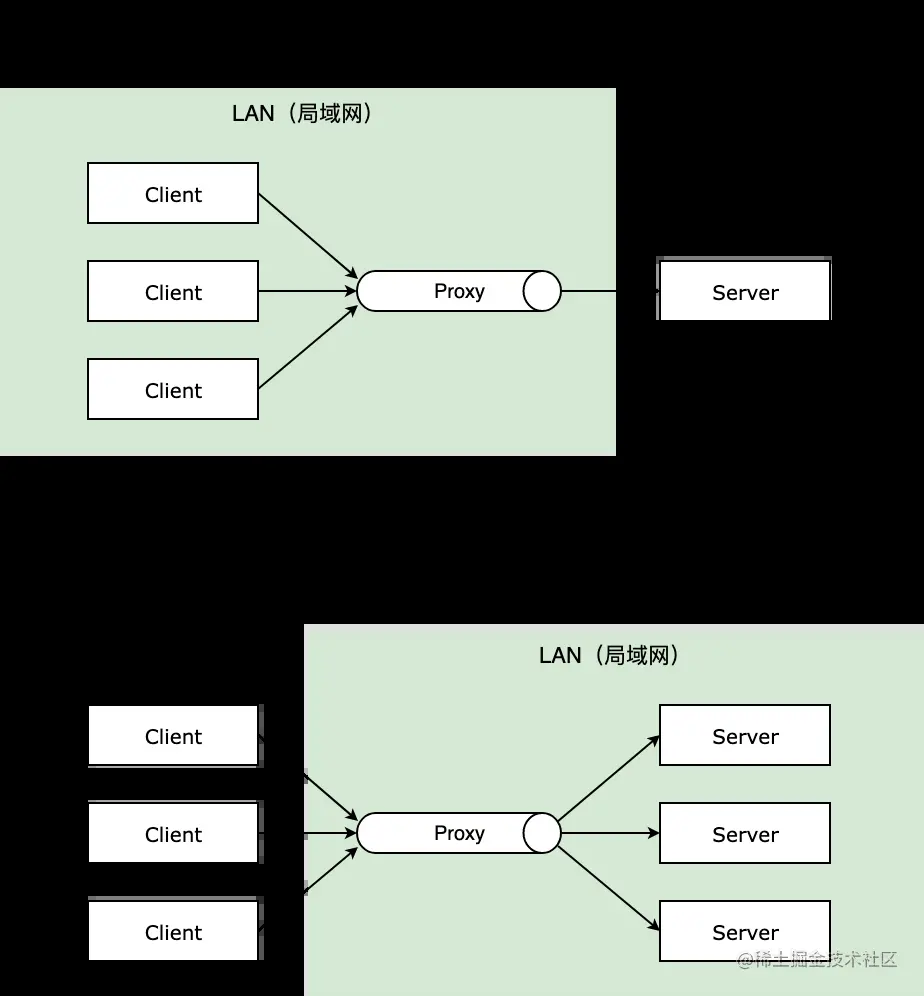 LAN（局域网）
Client
Client
Proxy
Server
Client
LAN（局域网）
Client
Server
Client
Proxy
Server
Client
Server
@稀土掘金技术社区